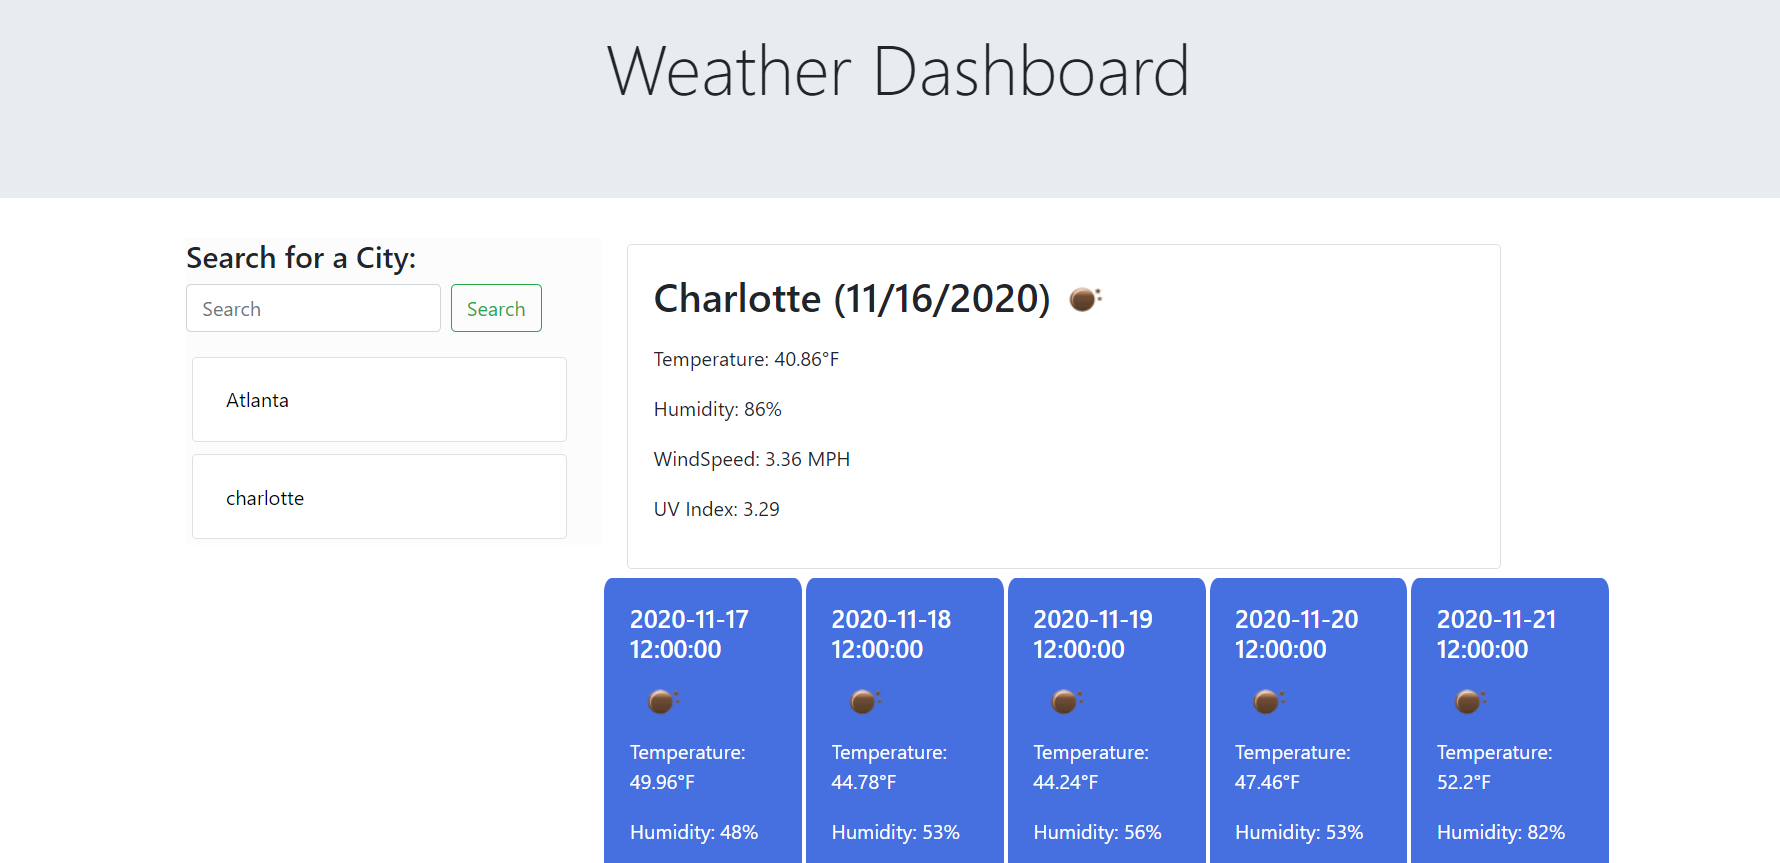 Weather Dashboard
Search for a City:
Search
Search
Atlanta
charlotte
Charlotte (11/16/2020)
Temperature: 40.86°F
Humidity: 86%
WindSpeed: 3.36 MPH
UV Index: 3.29
2020-11-17
12:00:00
Temperature:
49.96°F
Humidity: 48%
2020-11-18
12:00:00
Temperature:
44.78°F
Humidity: 53%
2020-11-19
12:00:00
Temperature:
44.24°F
Humidity: 56%
2020-11-20
12:00:00
Temperature:
47.46°F
Humidity: 53%
2020-11-21
12:00:00
Temperature:
52.2°F
Humidity: 82%